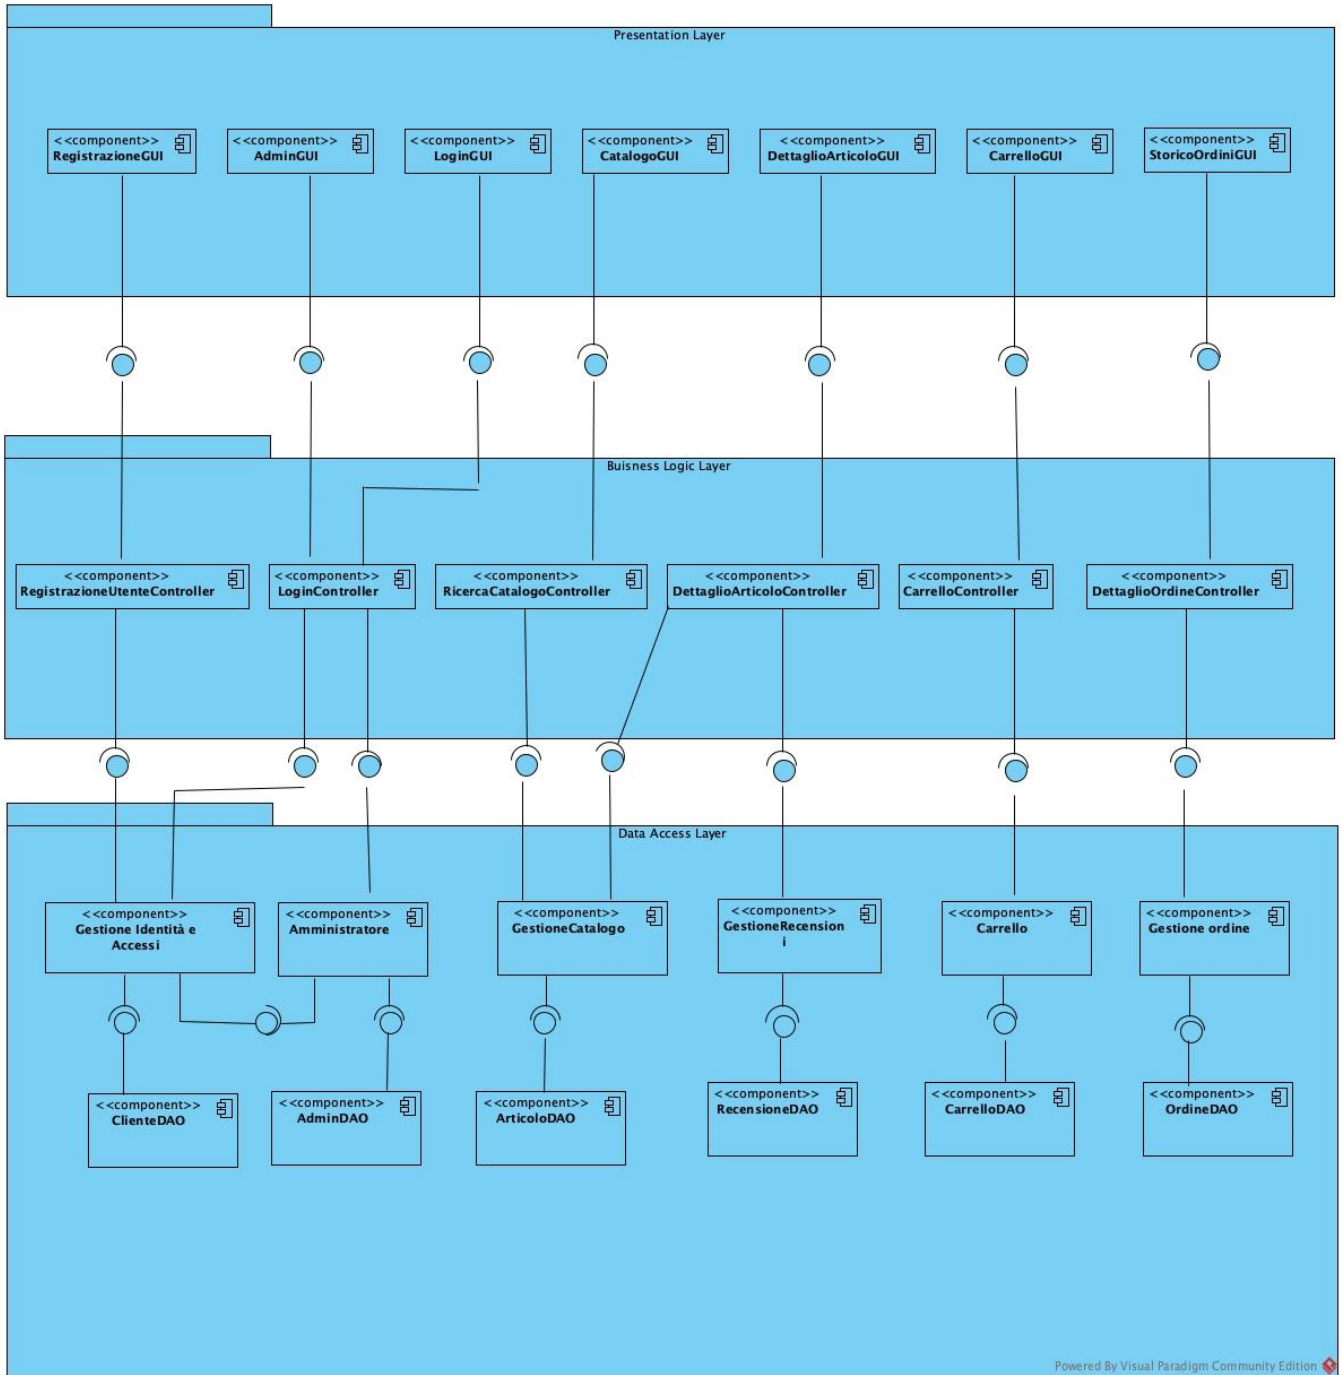 Presentation Layer
<<component>>
RegistrazioneGUI
<<component>>
AdminGUI
<<component>>
LoginGUI
<<component>>
CatalogoGUI
<<component>>
DettaglioArticoloGUI
<<component>>
CarrelloGUI
<<component>>
StoricoOrdiniGUI
Buisness Logic Layer
<<component>>
RegistrazioneUtenteController
<<component>>
LoginController
<<component>>
RicercaCatalogoController
<<component>>
DettaglioArticoloController
<<component>>
CarrelloController
<<component>>
DettaglioOrdineController
Data Access Layer
<<component>>
Gestione Identità e
Accessi
<<component>>
Amministratore
<<component>>
GestioneCatalogo
<<component>>
GestioneRecension
i
<<component>>
Carrello
<<component>>
Gestione ordine
<<component>>
ClienteDAO
<<component>>
AdminDAO
<<component>>
ArticoloDAO
<<component>>
RecensioneDAO
<<component>>
CarrelloDAO
<<component>>
OrdineDAO
Powered By Visual Paradigm Community Edition